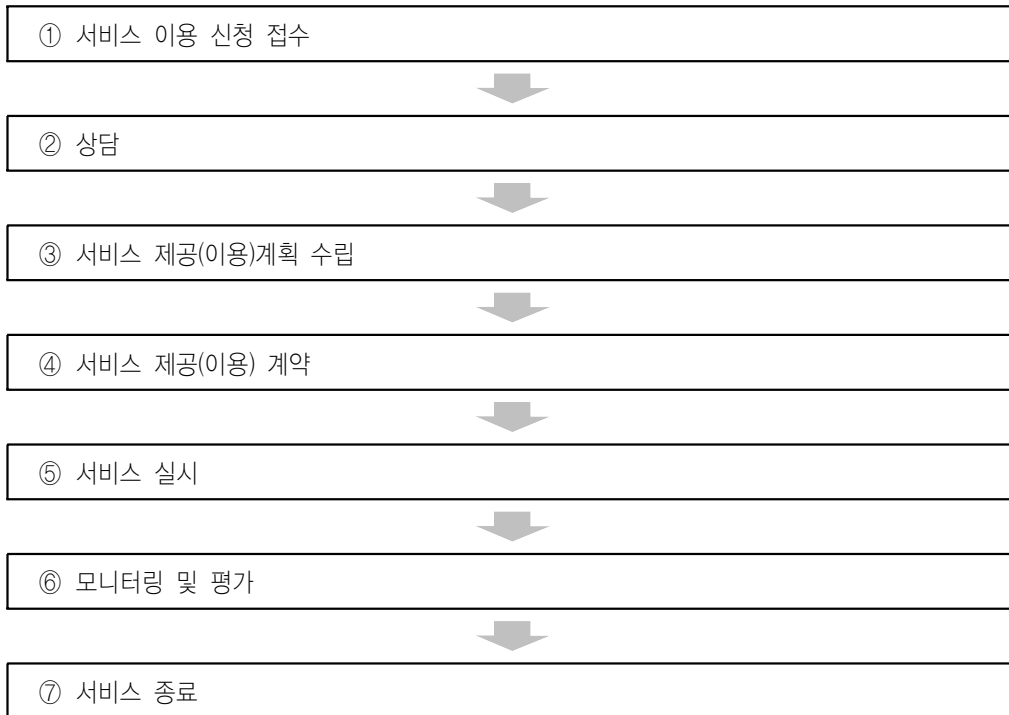 ① 서비스 이용 신청 접수
② 상담
③ 서비스 제공(이용)계획 수립
④ 서비스 제공(이용) 계약
⑤ 서비스 실시
⑥ 모니터링 및 평가
⑦ 서비스 종료